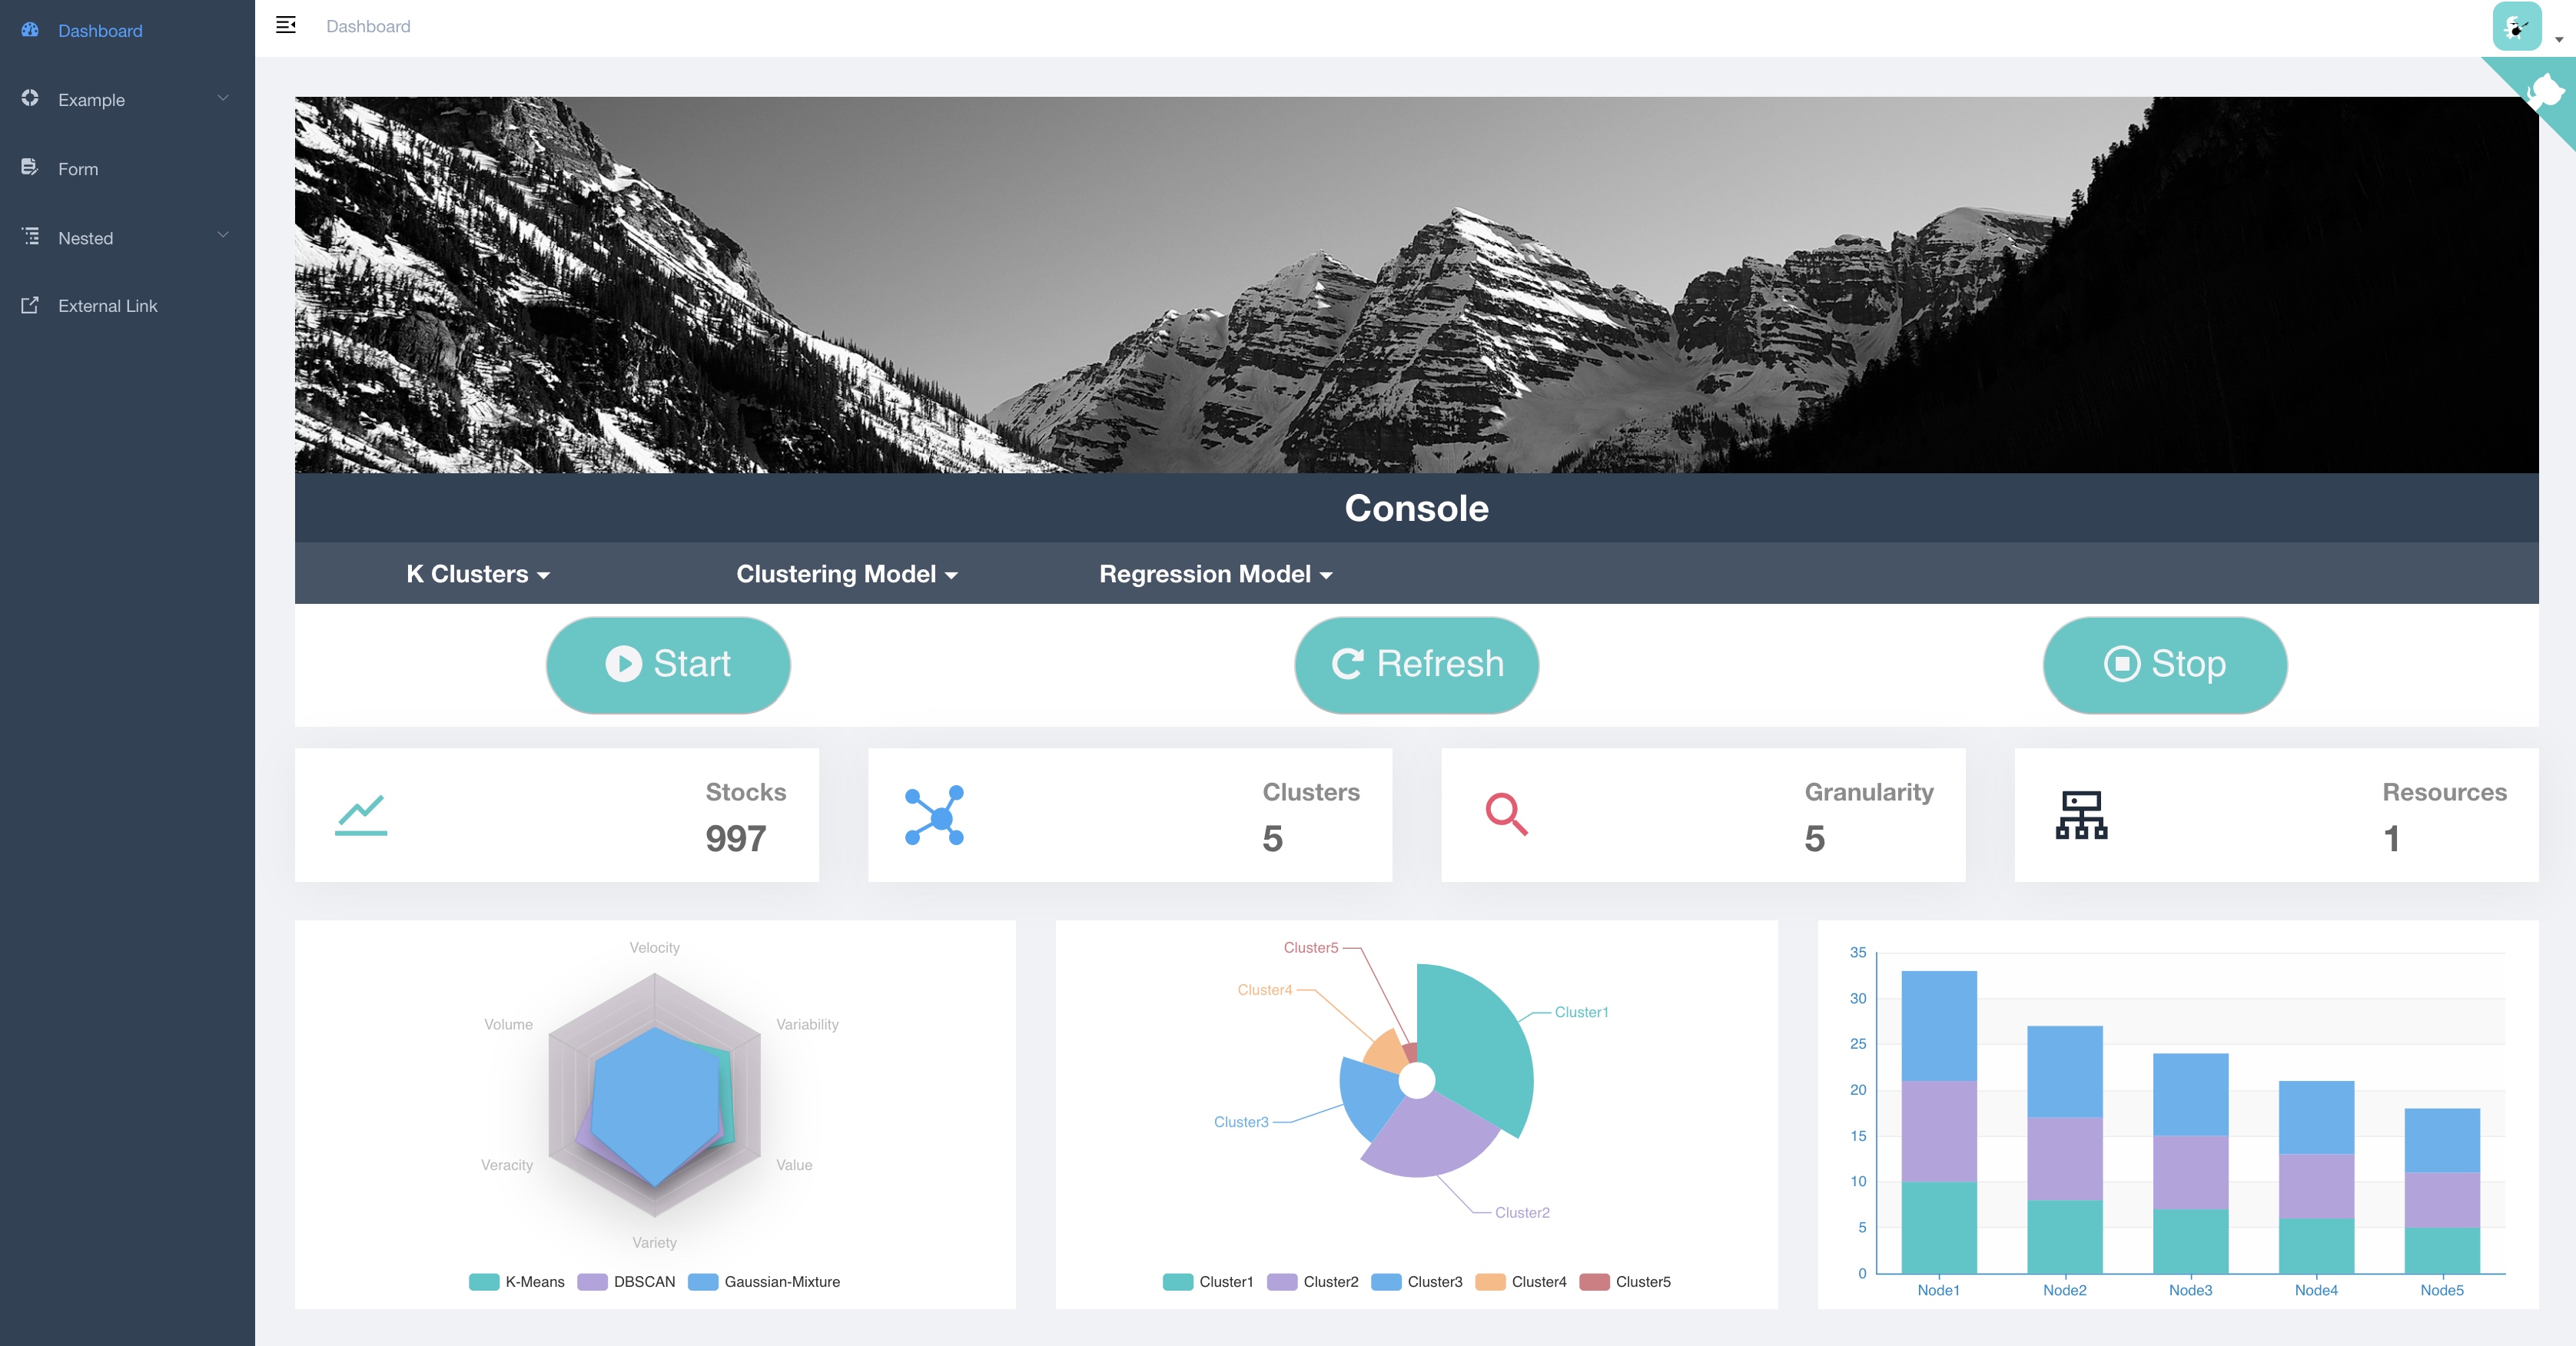 Dashboard
Dashboard
Example
Form
Nested
External Link
Console
K Clusters
Clustering Model
Regression Model
Start
Refresh
Stop
Stocks
997
Clusters
5
Granularity
5
Resources
1
Velocity
Volume
Variability
Veracity
Value
Variety
K-Means
DBSCAN
Gaussian-Mixture
Cluster5
Cluster4
Cluster1
Cluster3
Cluster2
Cluster1
Cluster2
Cluster3
Cluster4
Cluster5
35
30
25
20
15
10
5
0
Node1
Node2
Node3
Node4
Node5